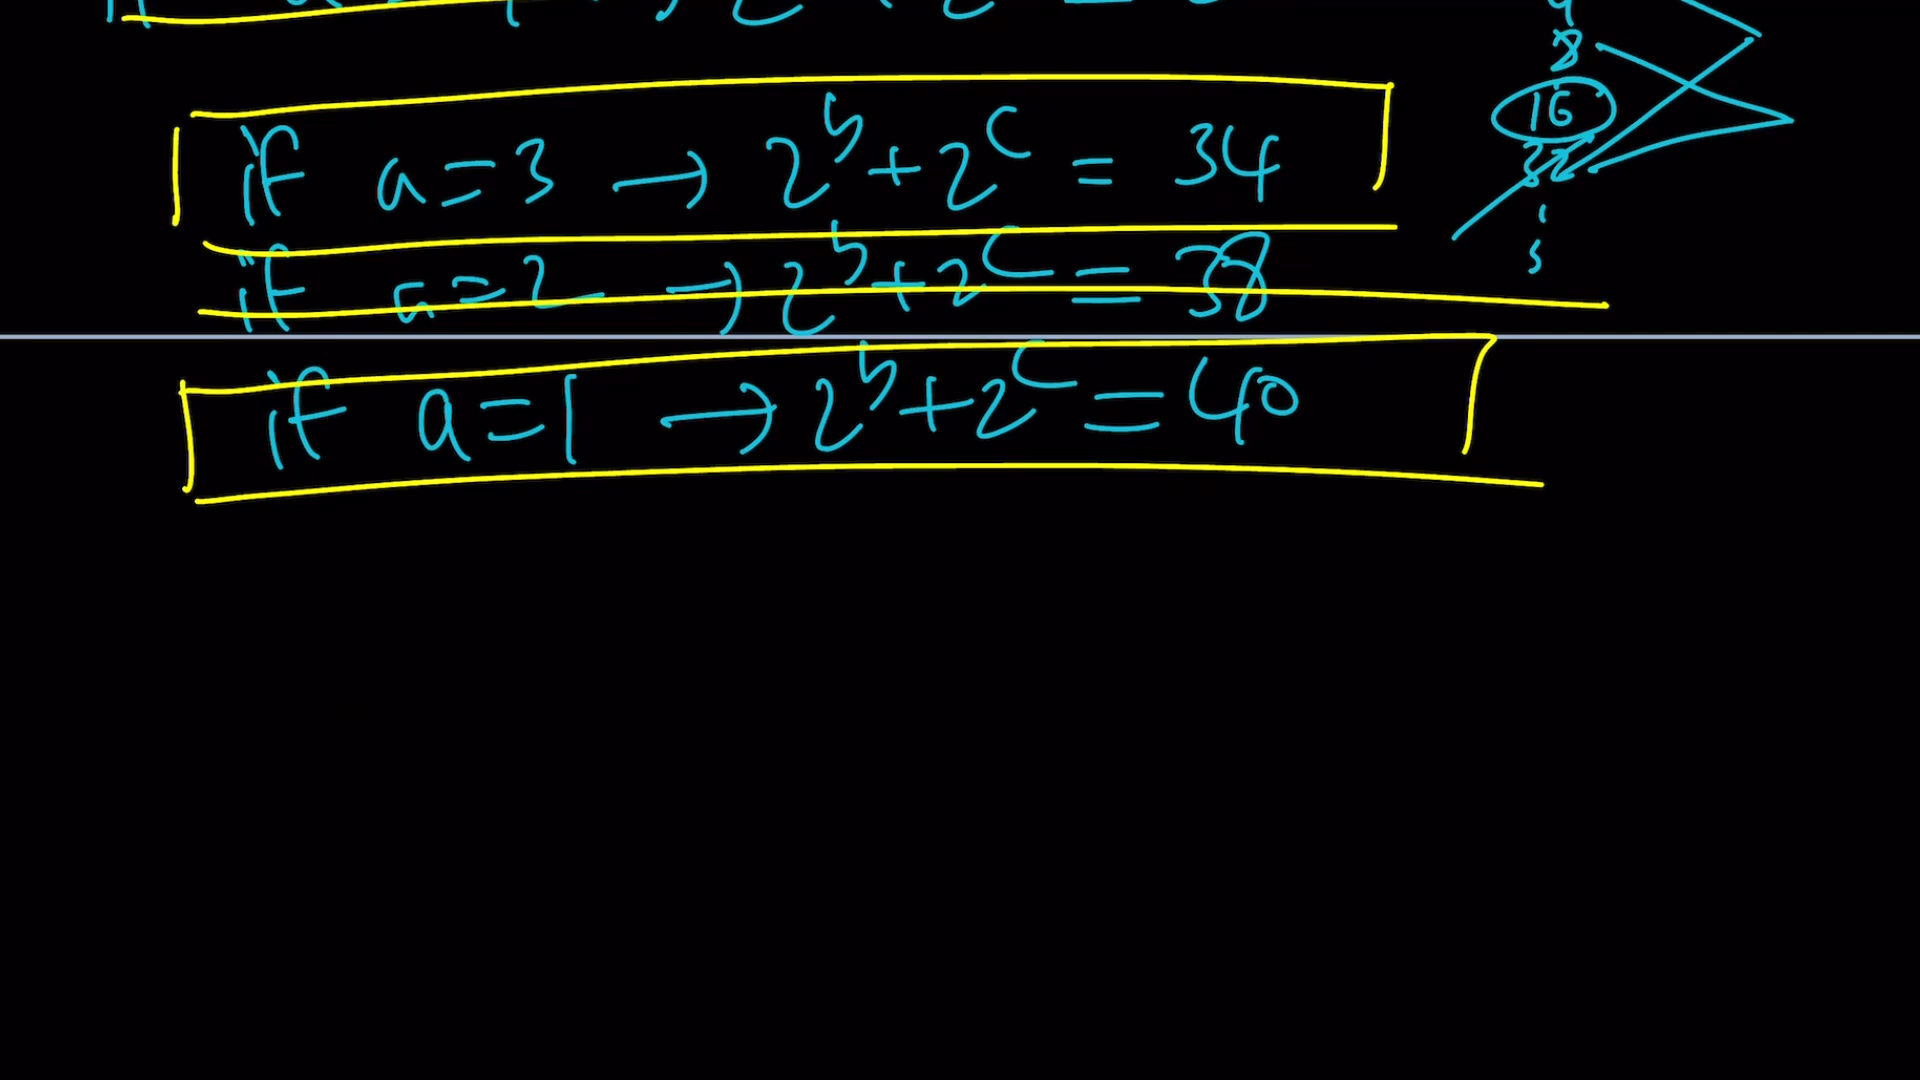 8
16
if a=3 → 2^b + 2^c = 34
32
if a=2 → 2^b + 2^c = 38
if a=1 → 2^b + 2^c = 40